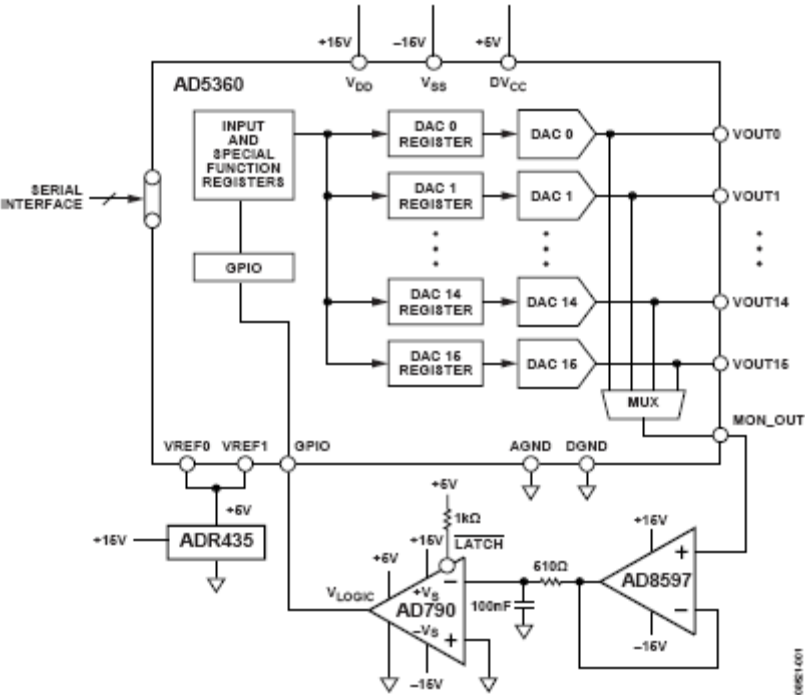 +15V
–15V
+5V
AD5360
VDD
VSS
DVCC
INPUT
AND
SPECIAL
FUNCTION
REGISTERS
DAC 0
REGISTER
DAC 0
VOUT0
SERIAL
INTERFACE
DAC 1
REGISTER
DAC 1
VOUT1
GPIO
DAC 14
REGISTER
DAC 14
VOUT14
DAC 15
REGISTER
DAC 15
VOUT15
MUX
MON_OUT
VREF0
VREF1
GPIO
AGND
DGND
+5V
+15V
ADR435
+5V
1kΩ
LATCH
+15V
+5V
VLOGIC
+VS
–
AD790
–VS
+
–15V
100nF
510Ω
+15V
+
AD8597
–
–15V